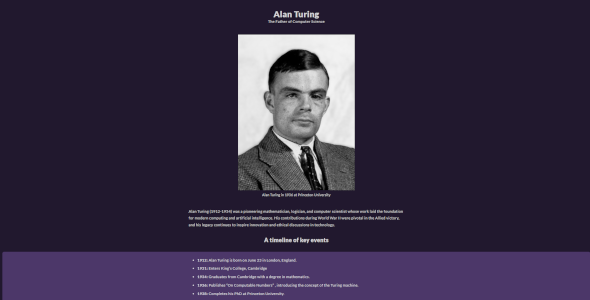 Alan Turing
The Father of Computer Science
Alan Turing in 1936 at Princeton University
Alan Turing (1912-1954) was a pioneering mathematician, logician, and computer scientist whose work laid the foundation
for modern computing and artificial intelligence. His contributions during World War II were pivotal in the Allied victory,
and his legacy continues to inspire innovation and ethical discussions in technology.
A timeline of key events
1912: Alan Turing is born on June 23 in London, England.
1931: Enters King's College, Cambridge
1934: Graduates from Cambridge with a degree in mathematics.
1936: Publishes "On Computable Numbers" , introducing the concept of the Turing machine.
1938: Completes his PhD at Princeton University.